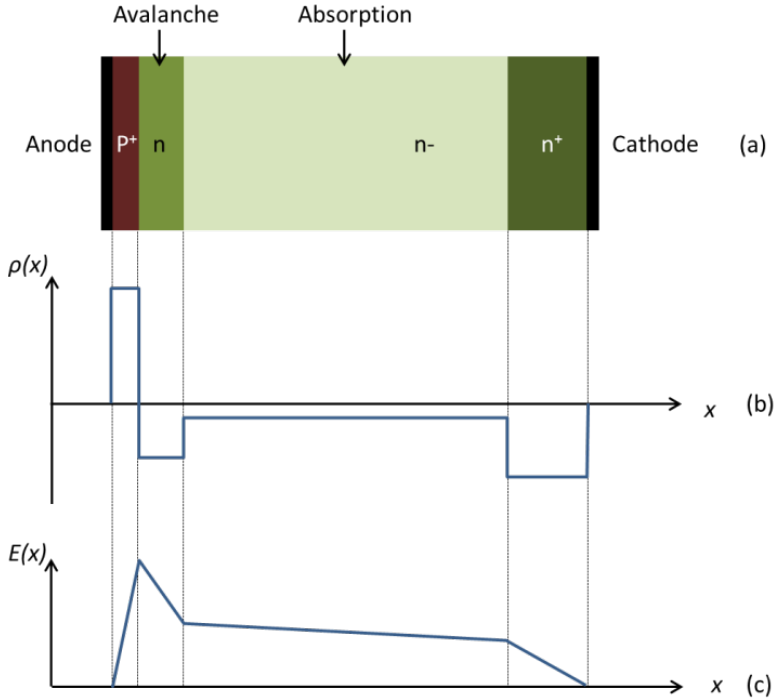 Avalanche Absorption
Anode P⁺ n n- n⁺ Cathode (a)
ρ(x)
x (b)
E(x)
x (c)